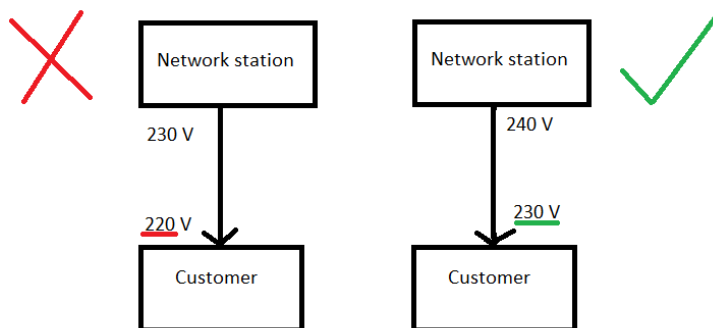 Network station
230 V
220 V
Customer
Network station
240 V
230 V
Customer